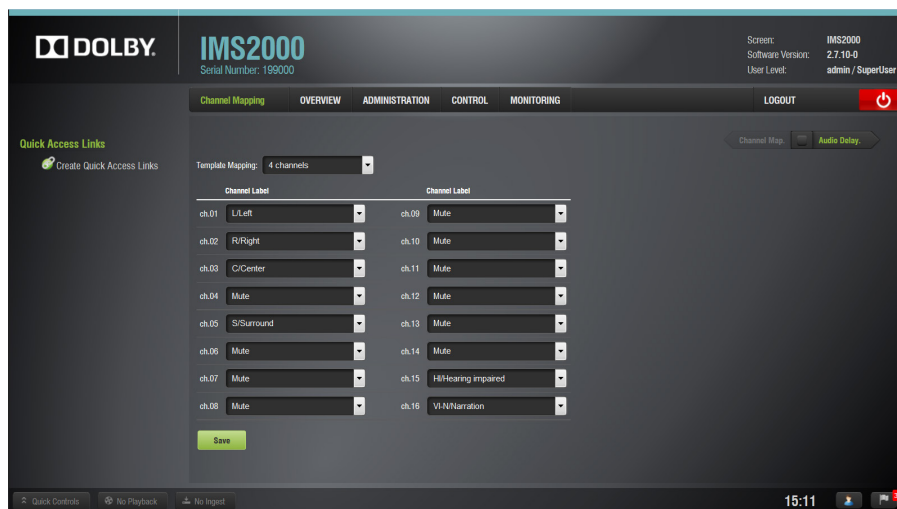 DOLBY.
IMS2000
Serial Number: 199000
Screen: IMS2000
Software Version: 2.7.10-0
User Level: admin / SuperUser
Channel Mapping OVERVIEW ADMINISTRATION CONTROL MONITORING LOGOUT
Quick Access Links
Create Quick Access Links
Channel Map. Audio Delay.
Template Mapping: 4 channels
Channel Label Channel Label
ch.01 L/Left ch.09 Mute
ch.02 R/Right ch.10 Mute
ch.03 C/Center ch.11 Mute
ch.04 Mute ch.12 Mute
ch.05 S/Surround ch.13 Mute
ch.06 Mute ch.14 Mute
ch.07 Mute ch.15 HI/Hearing impaired
ch.08 Mute ch.16 VI-N/Narration
Save
Quick Controls No Playback No Ingest 15:11